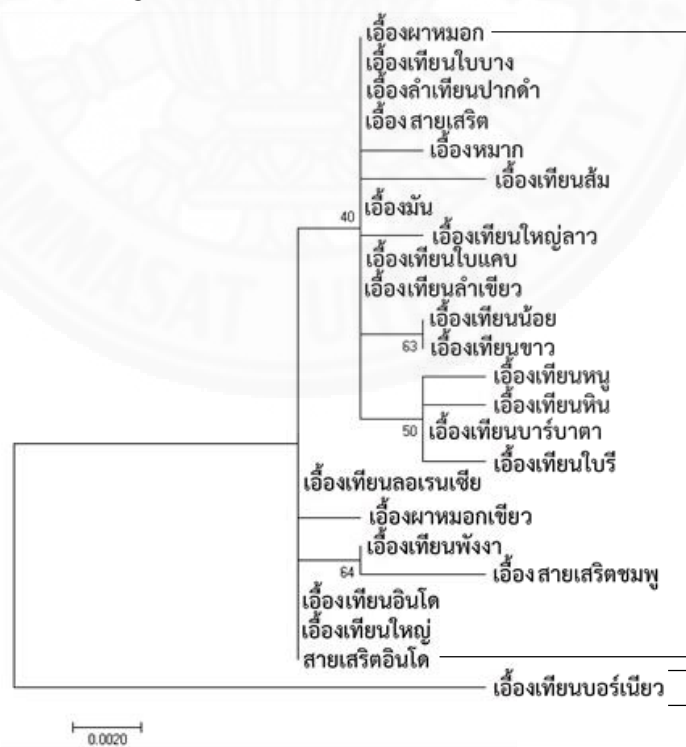 เอื้องผาหมอก
เอื้องเทียนใบบาง
เอื้องลำเทียนปากดำ
เอื้องสายเสริต
เอื้องหมาก
เอื้องเทียนส้ม
40
เอื้องมัน
เอื้องเทียนใหญ่ลาว
เอื้องเทียนใบแคบ
เอื้องเทียนลำเขียว
เอื้องเทียนน้อย
63
เอื้องเทียนขาว
เอื้องเทียนหนู
เอื้องเทียนหิน
50
เอื้องเทียนบาร์บาตา
เอื้องเทียนใบรี
เอื้องเทียนลอเรนเซีย
เอื้องผาหมอกเขียว
เอื้องเทียนพังงา
64
เอื้องสายเสริตชมพู
เอื้องเทียนอินโด
เอื้องเทียนใหญ่
สายเสริตอินโด
เอื้องเทียนบอร์เนียว
0.0020